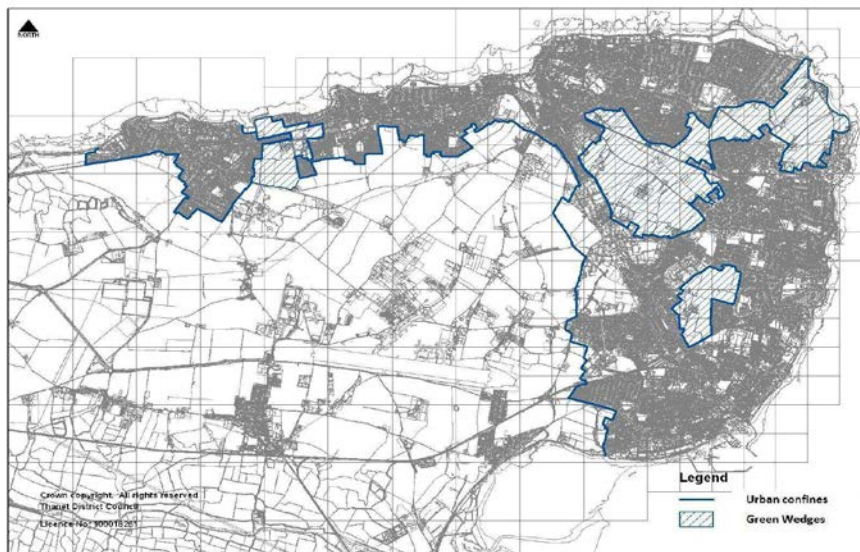 NORTH
Crown copyright. All rights reserved
Thanet District Council
Licence No: 100018261
Legend
Urban confines
Green Wedges